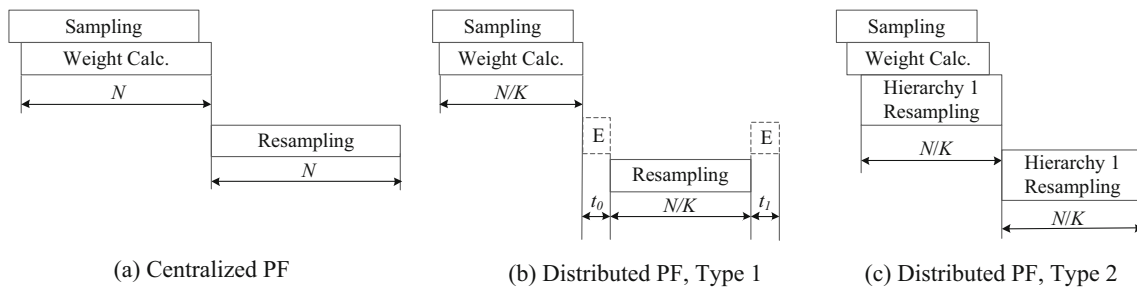 Sampling
Weight Calc.
N
Resampling
N
(a) Centralized PF
Sampling
Weight Calc.
N/K
E
E
Resampling
t0
N/K
t1
(b) Distributed PF, Type 1
Sampling
Weight Calc.
Hierarchy 1
Resampling
N/K
Hierarchy 1
Resampling
N/K
(c) Distributed PF, Type 2